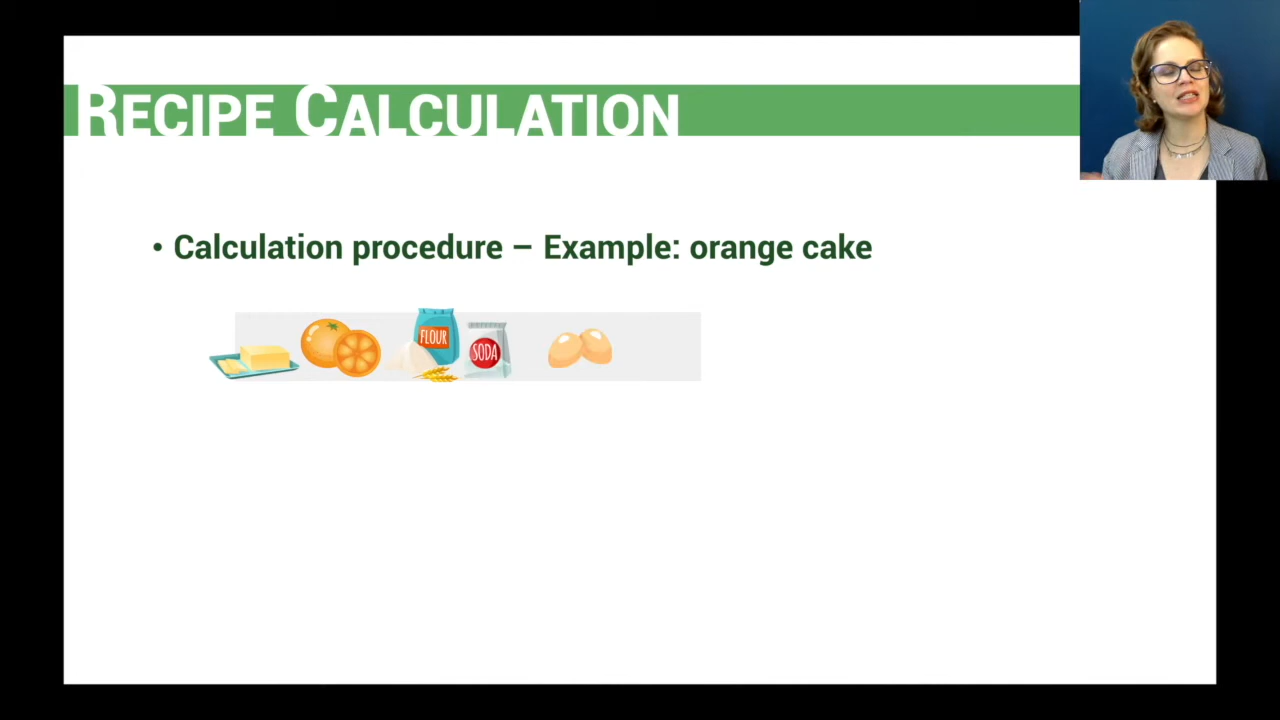 RECIPE CALCULATION
• Calculation procedure – Example: orange cake
FLOUR
SODA